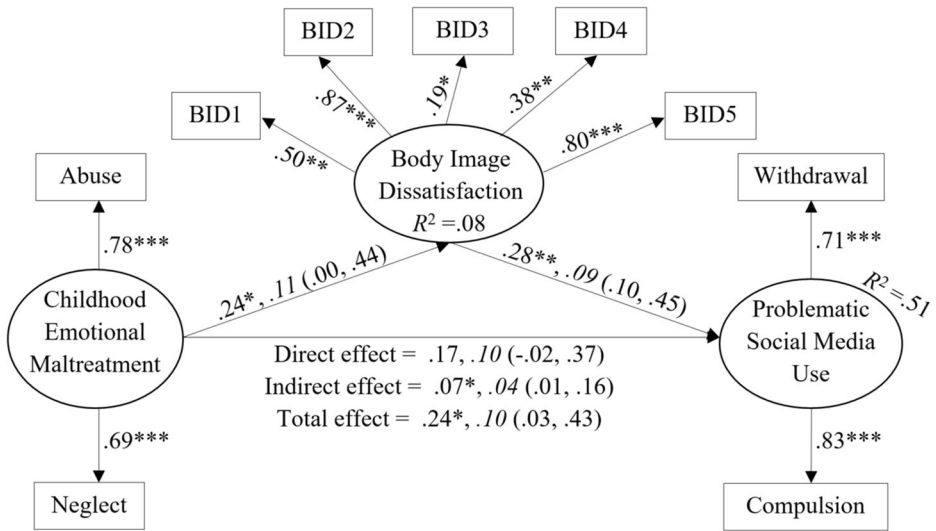 BID2
BID3
BID4
BID1
BID5
.50**
.87***
.19*
.38**
.80***
Body Image
Dissatisfaction
R² =.08
Abuse
.78***
Childhood
Emotional
Maltreatment
.69***
Neglect
.24*, .11 (.00, .44)
.28**, .09 (.10, .45)
Direct effect = .17, .10 (-.02, .37)
Indirect effect = .07*, .04 (.01, .16)
Total effect = .24*, .10 (.03, .43)
Withdrawal
.71***
R² =.51
Problematic
Social Media
Use
.83***
Compulsion